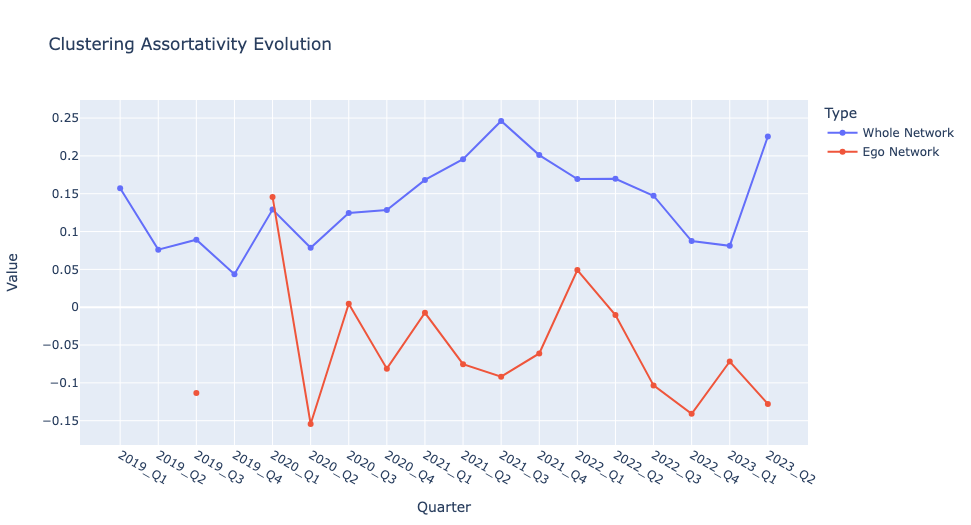 Clustering Assortativity Evolution
Type
Whole Network
Ego Network
Value
0.25
0.2
0.15
0.1
0.05
0
−0.05
−0.1
−0.15
2019_Q1
2019_Q2
2019_Q3
2019_Q4
2020_Q1
2020_Q2
2020_Q3
2020_Q4
2021_Q1
2021_Q2
2021_Q3
2021_Q4
2022_Q1
2022_Q2
2022_Q3
2022_Q4
2023_Q1
2023_Q2
Quarter